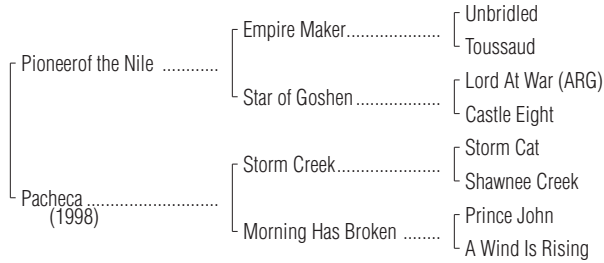 Unbridled
Empire Maker....................
Toussaud
Pioneerof the Nile ............
Lord At War (ARG)
Star of Goshen ..................
Castle Eight
Storm Cat
Storm Creek......................
Shawnee Creek
Pacheca ............................
(1998)
Prince John
Morning Has Broken ........
A Wind Is Rising